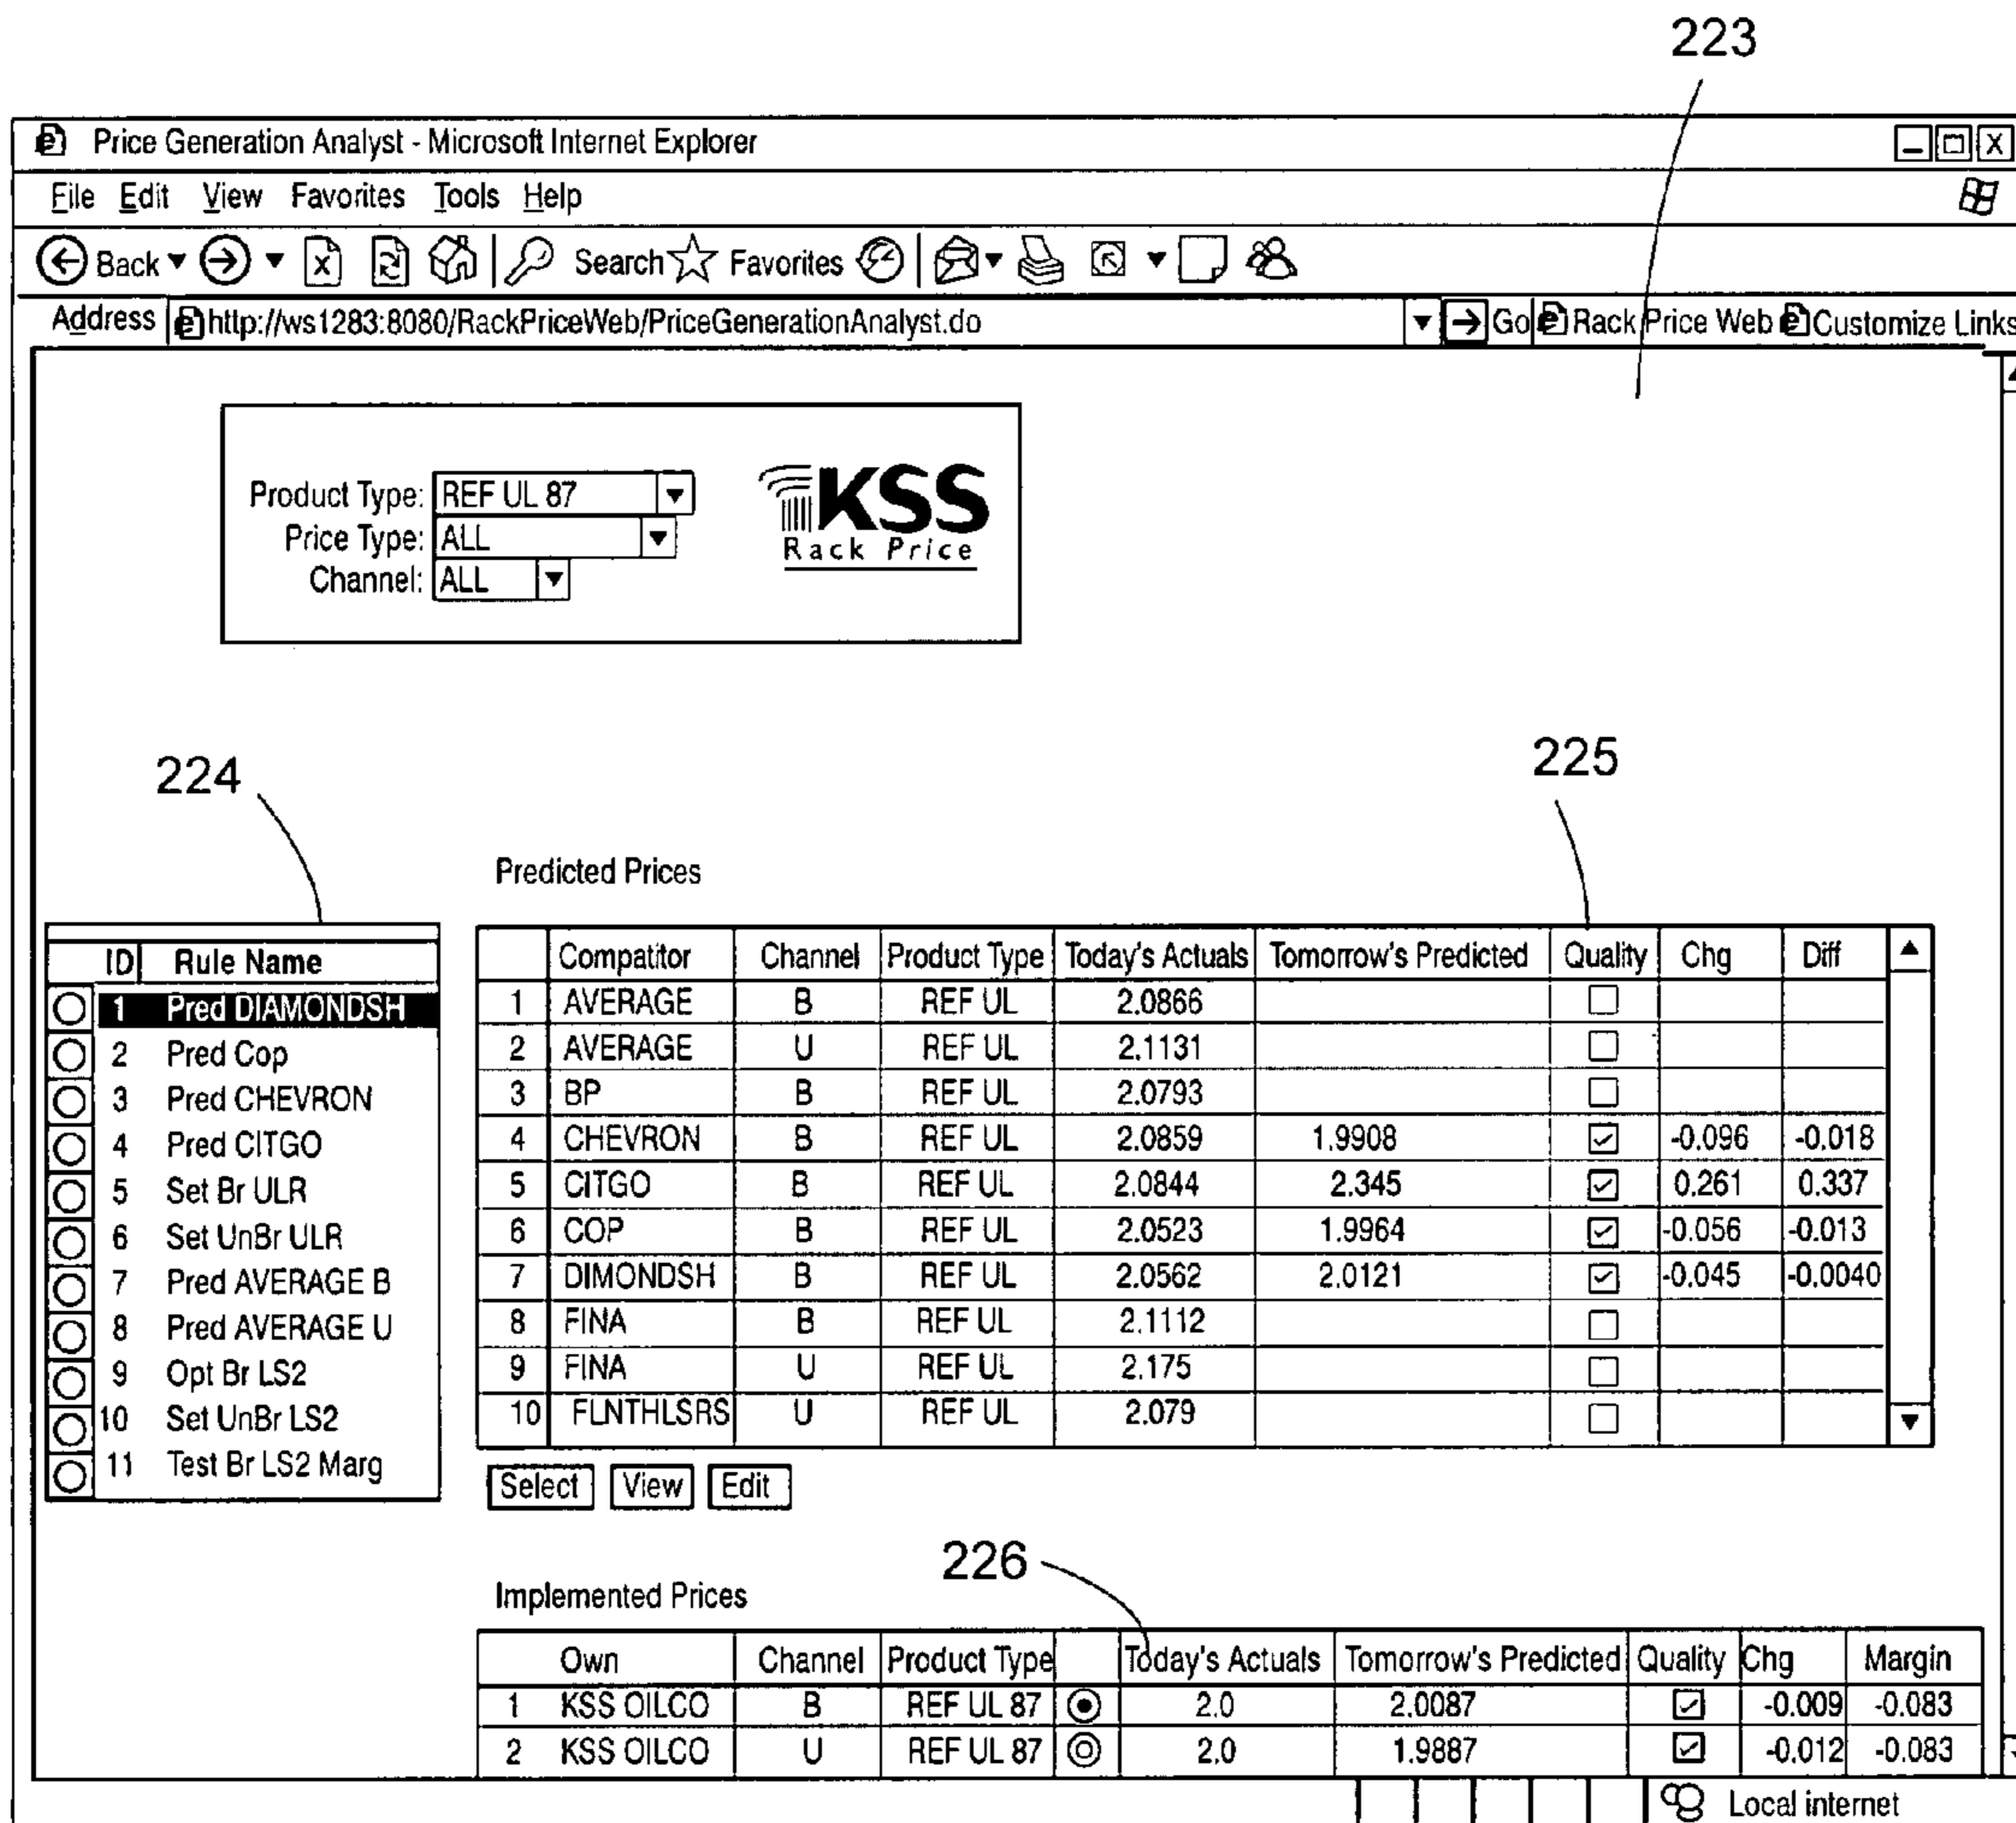 223
Price Generation Analyst - Microsoft Internet Explorer
File Edit View Favorites Tools Help
Back Search Favorites
Address http://ws1283:8080/RackPriceWeb/PriceGenerationAnalyst.do Go Rack Price Web Customize Links
Product Type: REF UL 87
Price Type: ALL
Channel: ALL
KSS
Rack Price
224
225
Predicted Prices
ID Rule Name
1 Pred DIAMONDSH
2 Pred Cop
3 Pred CHEVRON
4 Pred CITGO
5 Set Br ULR
6 Set UnBr ULR
7 Pred AVERAGE B
8 Pred AVERAGE U
9 Opt Br LS2
10 Set UnBr LS2
11 Test Br LS2 Marg
Compatitor Channel Product Type Today's Actuals Tomorrow's Predicted Quality Chg Diff
1 AVERAGE B REF UL 2.0866
2 AVERAGE U REF UL 2.1131
3 BP B REF UL 2.0793
4 CHEVRON B REF UL 2.0859 1.9908 -0.096 -0.018
5 CITGO B REF UL 2.0844 2.345 0.261 0.337
6 COP B REF UL 2.0523 1.9964 -0.056 -0.013
7 DIMONDSH B REF UL 2.0562 2.0121 -0.045 -0.0040
8 FINA B REF UL 2.1112
9 FINA U REF UL 2.175
10 FLNTHLSRS U REF UL 2.079
Select View Edit
226
Implemented Prices
Own Channel Product Type Today's Actuals Tomorrow's Predicted Quality Chg Margin
1 KSS OILCO B REF UL 87 2.0 2.0087 -0.009 -0.083
2 KSS OILCO U REF UL 87 2.0 1.9887 -0.012 -0.083
Local internet